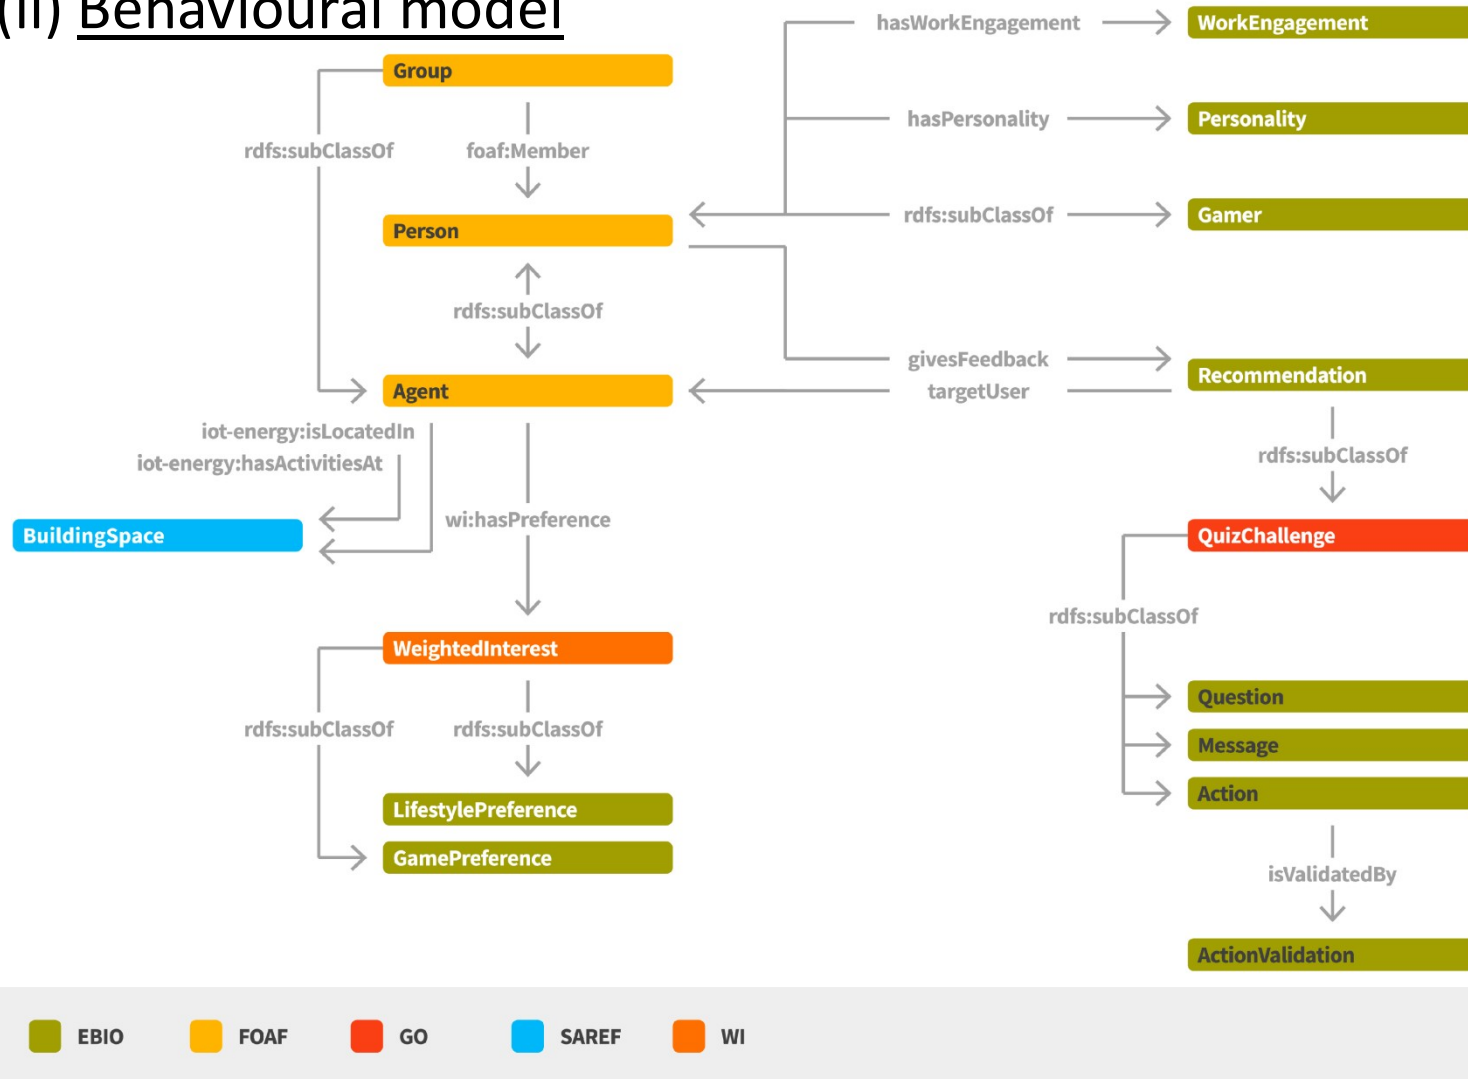 (ii) Behavioural model
hasWorkEngagement
WorkEngagement
Group
hasPersonality
Personality
rdfs:subClassOf
foaf:Member
rdfs:subClassOf
Gamer
Person
rdfs:subClassOf
givesFeedback
Recommendation
Agent
targetUser
iot-energy:isLocatedIn
iot-energy:hasActivitiesAt
rdfs:subClassOf
wi:hasPreference
BuildingSpace
QuizChallenge
rdfs:subClassOf
WeightedInterest
Question
rdfs:subClassOf
rdfs:subClassOf
Message
Action
LifestylePreference
GamePreference
isValidatedBy
ActionValidation
EBIO
FOAF
GO
SAREF
WI